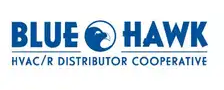 BLUE HAWK
HVAC/R DISTRIBUTOR COOPERATIVE